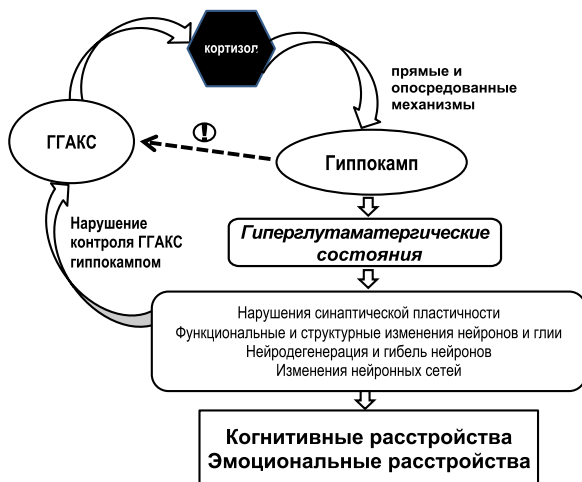 кортизол
прямые и
опосредованные
механизмы
ГГАКС
!
Гиппокамп
Нарушение
контроля ГГАКС
гиппокампом
Гиперглутаматергические
состояния
Нарушения синаптической пластичности
Функциональные и структурные изменения нейронов и глии
Нейродегенерация и гибель нейронов
Изменения нейронных сетей
Когнитивные расстройства
Эмоциональные расстройства